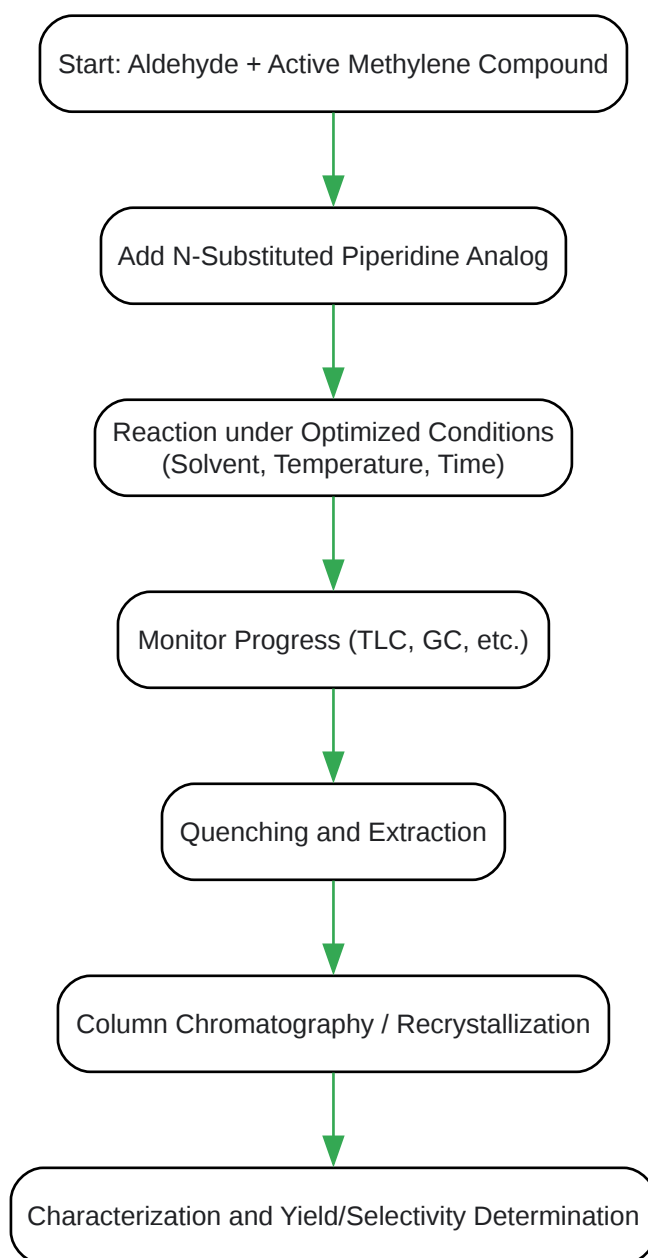 Start: Aldehyde + Active Methylene Compound
Add N-Substituted Piperidine Analog
Reaction under Optimized Conditions
(Solvent, Temperature, Time)
Monitor Progress (TLC, GC, etc.)
Quenching and Extraction
Column Chromatography / Recrystallization
Characterization and Yield/Selectivity Determination